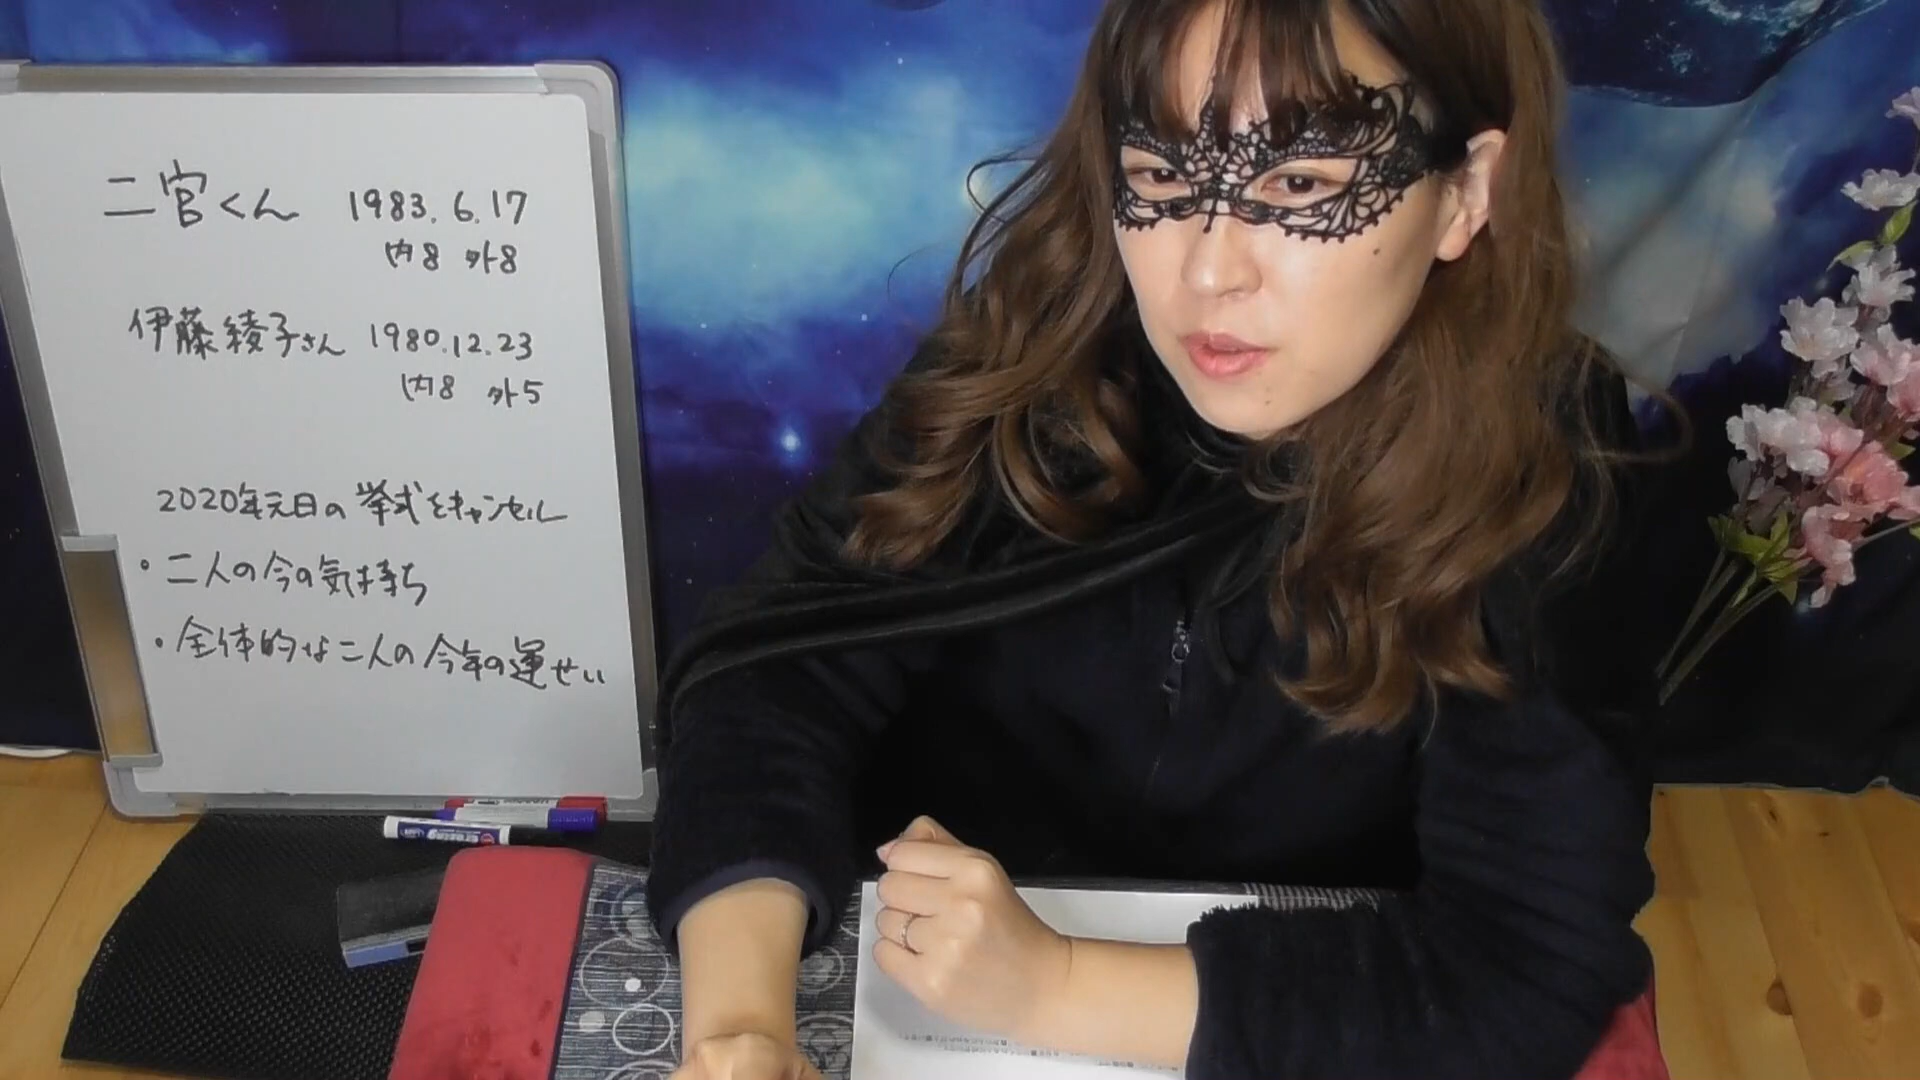 二宮くん 1983.6.17
内8 外8
伊藤綾子さん 1980.12.23
内8 外5
2020年元日の挙式をキャンセル
・二人の今の気持ち
・全体的な二人の今年の運せい